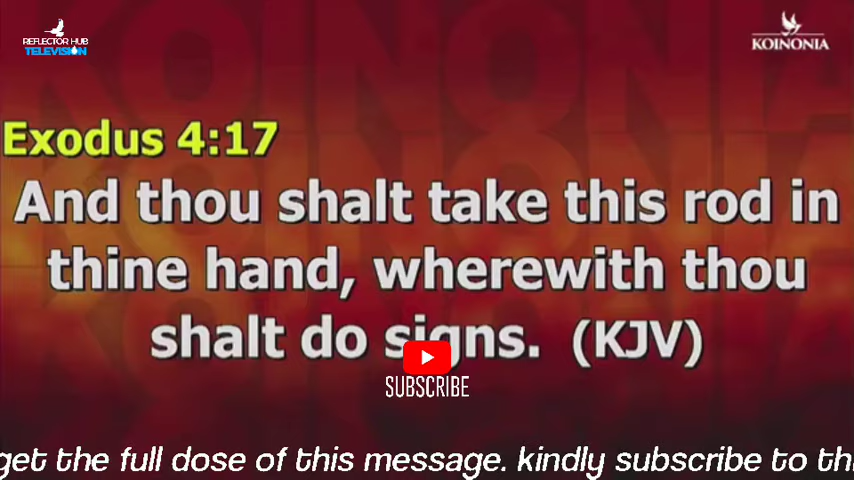 REFLECTOR HUB
TELEVISION
KOINONIA
Exodus 4:17
And thou shalt take this rod in
thine hand, wherewith thou
shalt do signs. (KJV)
SUBSCRIBE
get the full dose of this message. kindly subscribe to th